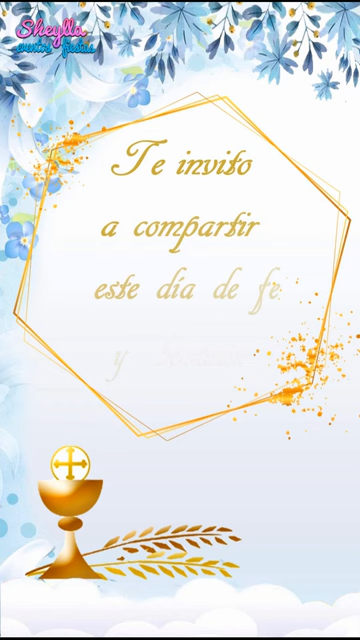 Sheylla
eventos y fiestas
Te invito
a compartir
este día de fe
y